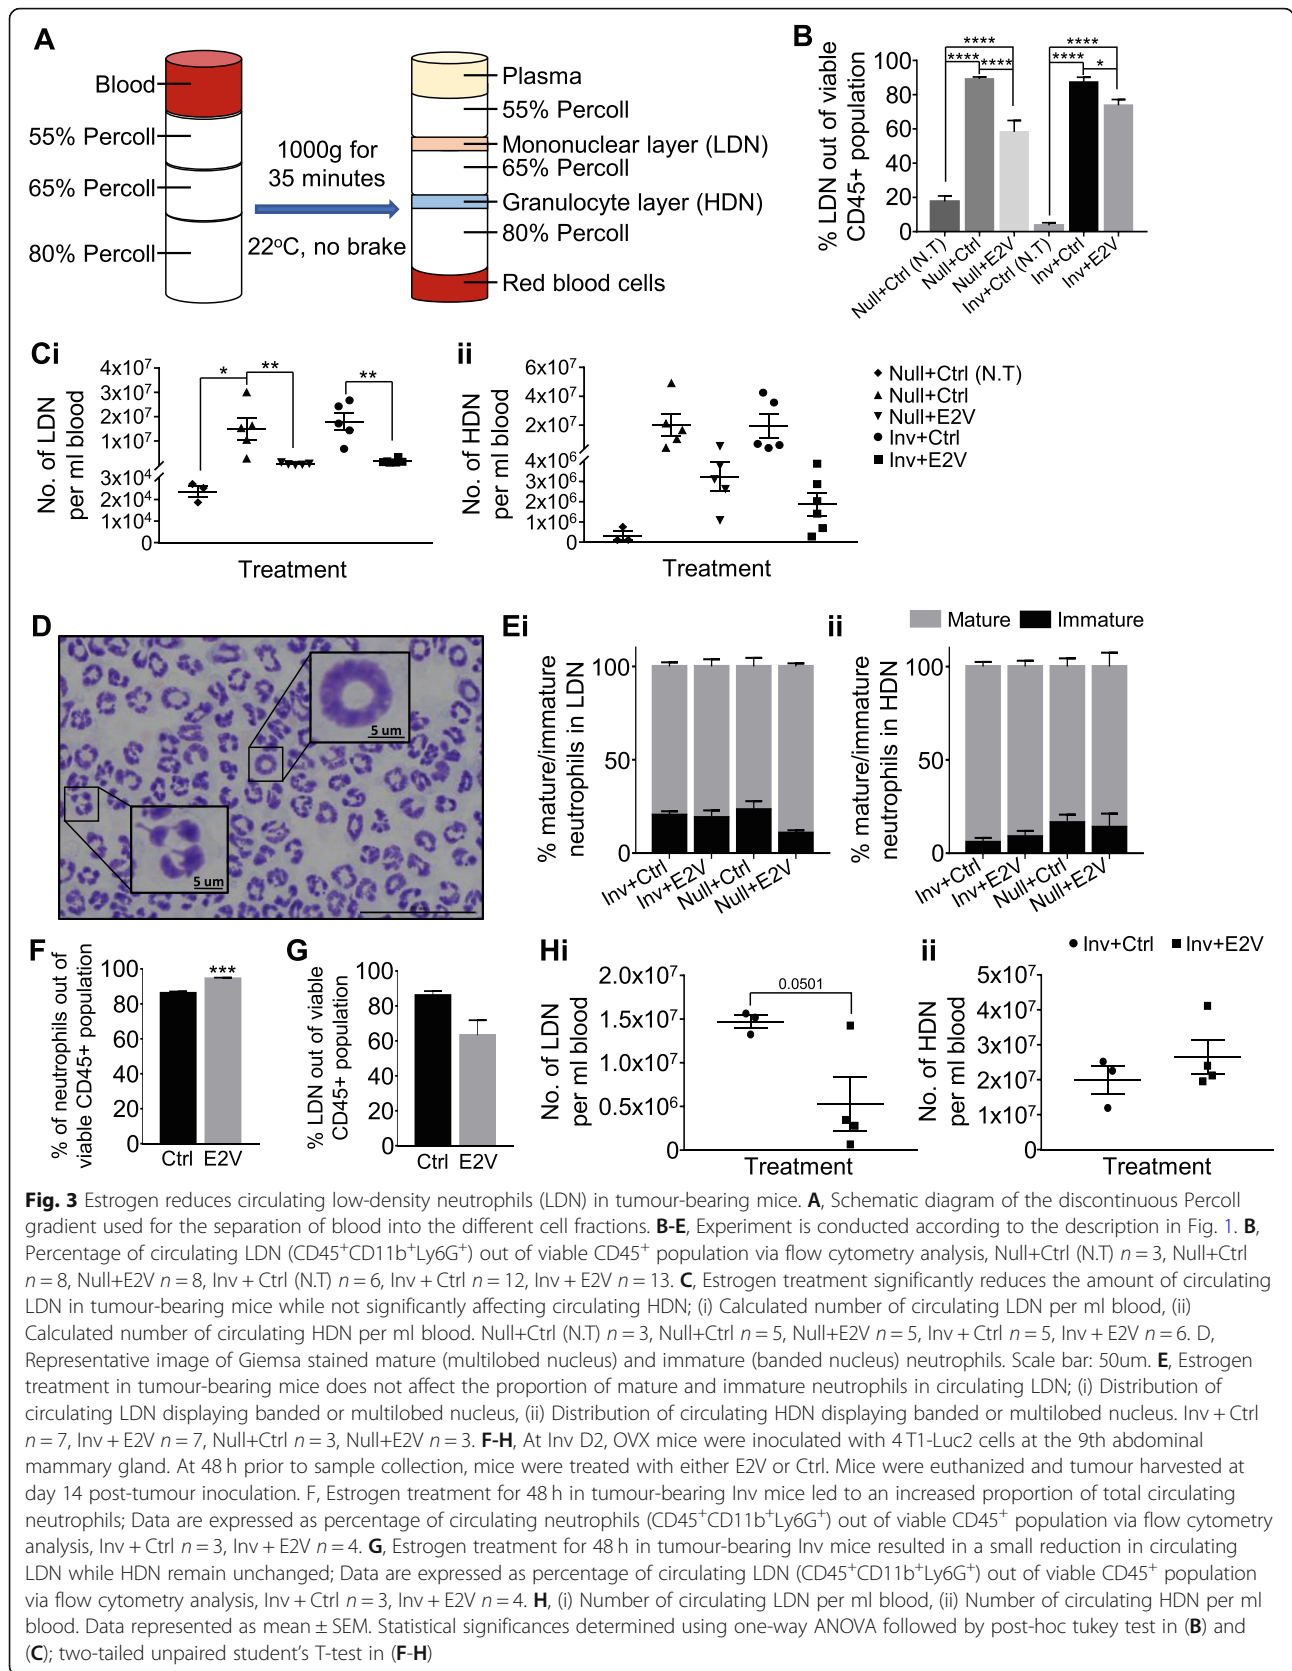 A
Blood
55% Percoll
65% Percoll
80% Percoll
1000g for
35 minutes
22°C, no brake
Plasma
55% Percoll
Mononuclear layer (LDN)
65% Percoll
Granulocyte layer (HDN)
80% Percoll
Red blood cells
B
% LDN out of viable
CD45+ population
100
80
60
40
20
0
**** ****
**** **** **** *
Null+Ctrl (N.T)
Null+Ctrl
Null+E2V
Inv+Ctrl (N.T)
Inv+Ctrl
Inv+E2V
Ci
No. of LDN
per ml blood
4x10⁷
3x10⁷
2x10⁷
1x10⁷
3x10⁴
2x10⁴
1x10⁴
0
* ** **
Treatment
ii
No. of HDN
per ml blood
6x10⁷
4x10⁷
2x10⁷
4x10⁶
3x10⁶
2x10⁶
1x10⁶
0
Treatment
Null+Ctrl (N.T)
Null+Ctrl
Null+E2V
Inv+Ctrl
Inv+E2V
D
5 um
5 um
Ei
% mature/immature
neutrophils in LDN
100
50
0
Inv+Ctrl
Inv+E2V
Null+Ctrl
Null+E2V
ii
Mature Immature
% mature/immature
neutrophils in HDN
100
50
0
Inv+Ctrl
Inv+E2V
Null+Ctrl
Null+E2V
F
% of neutrophils out of
viable CD45+ population
100
80
60
40
20
0
***
Ctrl E2V
G
% LDN out of viable
CD45+ population
100
80
60
40
20
0
Ctrl E2V
Hi
No. of LDN
per ml blood
2.0x10⁷
1.5x10⁷
1.0x10⁷
0.5x10⁶
0
0.0501
Treatment
ii
Inv+Ctrl Inv+E2V
No. of HDN
per ml blood
5x10⁷
4x10⁷
3x10⁷
2x10⁷
1x10⁷
0
Treatment
Fig. 3 Estrogen reduces circulating low-density neutrophils (LDN) in tumour-bearing mice. A, Schematic diagram of the discontinuous Percoll
gradient used for the separation of blood into the different cell fractions. B-E, Experiment is conducted according to the description in Fig. 1. B,
Percentage of circulating LDN (CD45⁺CD11b⁺Ly6G⁺) out of viable CD45⁺ population via flow cytometry analysis, Null+Ctrl (N.T) n = 3, Null+Ctrl
n = 8, Null+E2V n = 8, Inv + Ctrl (N.T) n = 6, Inv + Ctrl n = 12, Inv + E2V n = 13. C, Estrogen treatment significantly reduces the amount of circulating
LDN in tumour-bearing mice while not significantly affecting circulating HDN; (i) Calculated number of circulating LDN per ml blood, (ii)
Calculated number of circulating HDN per ml blood. Null+Ctrl (N.T) n = 3, Null+Ctrl n = 5, Null+E2V n = 5, Inv + Ctrl n = 5, Inv + E2V n = 6. D,
Representative image of Giemsa stained mature (multilobed nucleus) and immature (banded nucleus) neutrophils. Scale bar: 50um. E, Estrogen
treatment in tumour-bearing mice does not affect the proportion of mature and immature neutrophils in circulating LDN; (i) Distribution of
circulating LDN displaying banded or multilobed nucleus, (ii) Distribution of circulating HDN displaying banded or multilobed nucleus. Inv + Ctrl
n = 7, Inv + E2V n = 7, Null+Ctrl n = 3, Null+E2V n = 3. F-H, At Inv D2, OVX mice were inoculated with 4 T1-Luc2 cells at the 9th abdominal
mammary gland. At 48 h prior to sample collection, mice were treated with either E2V or Ctrl. Mice were euthanized and tumour harvested at
day 14 post-tumour inoculation. F, Estrogen treatment for 48 h in tumour-bearing Inv mice led to an increased proportion of total circulating
neutrophils; Data are expressed as percentage of circulating neutrophils (CD45⁺CD11b⁺Ly6G⁺) out of viable CD45⁺ population via flow cytometry
analysis, Inv + Ctrl n = 3, Inv + E2V n = 4. G, Estrogen treatment for 48 h in tumour-bearing Inv mice resulted in a small reduction in circulating
LDN while HDN remain unchanged; Data are expressed as percentage of circulating LDN (CD45⁺CD11b⁺Ly6G⁺) out of viable CD45⁺ population
via flow cytometry analysis, Inv + Ctrl n = 3, Inv + E2V n = 4. H, (i) Number of circulating LDN per ml blood, (ii) Number of circulating HDN per ml
blood. Data represented as mean ± SEM. Statistical significances determined using one-way ANOVA followed by post-hoc tukey test in (B) and
(C); two-tailed unpaired student's T-test in (F-H)